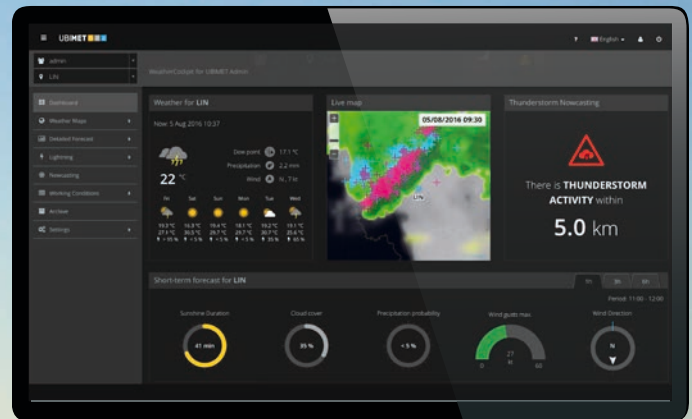 UBIMET
? English
admin
LIN
WeatherCockpit for UBIMET Admin
Dashboard
Weather Maps
Detailed Forecast
Lightning
Nowcasting
Working Conditions
Archive
Settings
Weather for LIN
Now: 5 Aug 2016 10:37
22 °C
Dew point 17.1 °C
Precipitation 2.2 mm
Wind N ,
Fri Sat Sun Mon Tue Wed
Live map
05/08/2016 09:30
LIN
Thunderstorm Nowcasting
There is THUNDERSTORM
ACTIVITY within
5.0 km
Short-term forecast for LIN
1h 3h 6h
Period: 11:00 - 12:00
Sunshine Duration
41 min
Cloud cover
35 %
Precipitation probability
< 5 %
Wind gusts max.
27
kt
0 60
Wind Direction
N